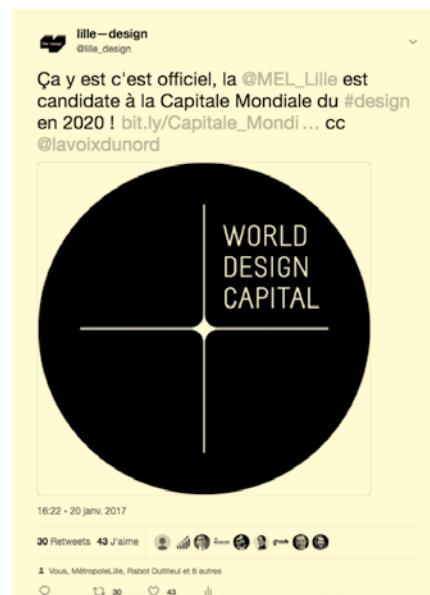 lille—design
@lille_design
Ça y est c'est officiel, la @MEL_Lille est
candidate à la Capitale Mondiale du #design
en 2020 ! bit.ly/Capitale_Mondi… cc
@lavoixdunord
WORLD
DESIGN
CAPITAL
16:22 - 20 janv. 2017
30 Retweets 43 J'aime
Vous, MétropoleLille, Rabot Dutilleul et 6 autres
30 43